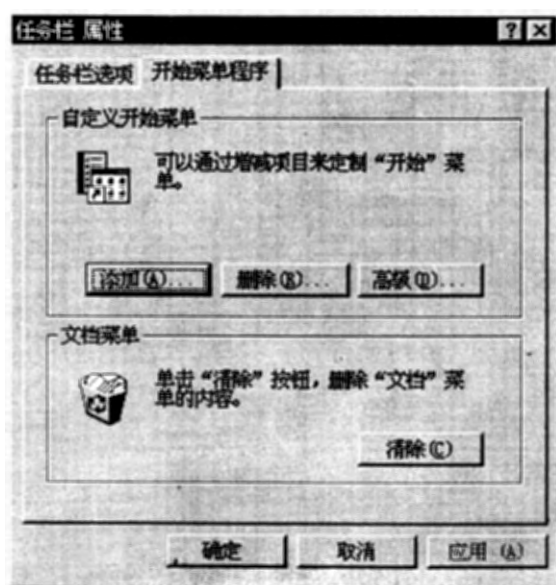 任务栏 属性
任务栏选项 开始菜单程序
自定义开始菜单
可以通过增减项目来定制“开始”菜
单。
添加(A)... 删除(R)... 高级(D)...
文档菜单
单击“清除”按钮，删除“文档”菜
单的内容。
清除(C)
确定 取消 应用(A)